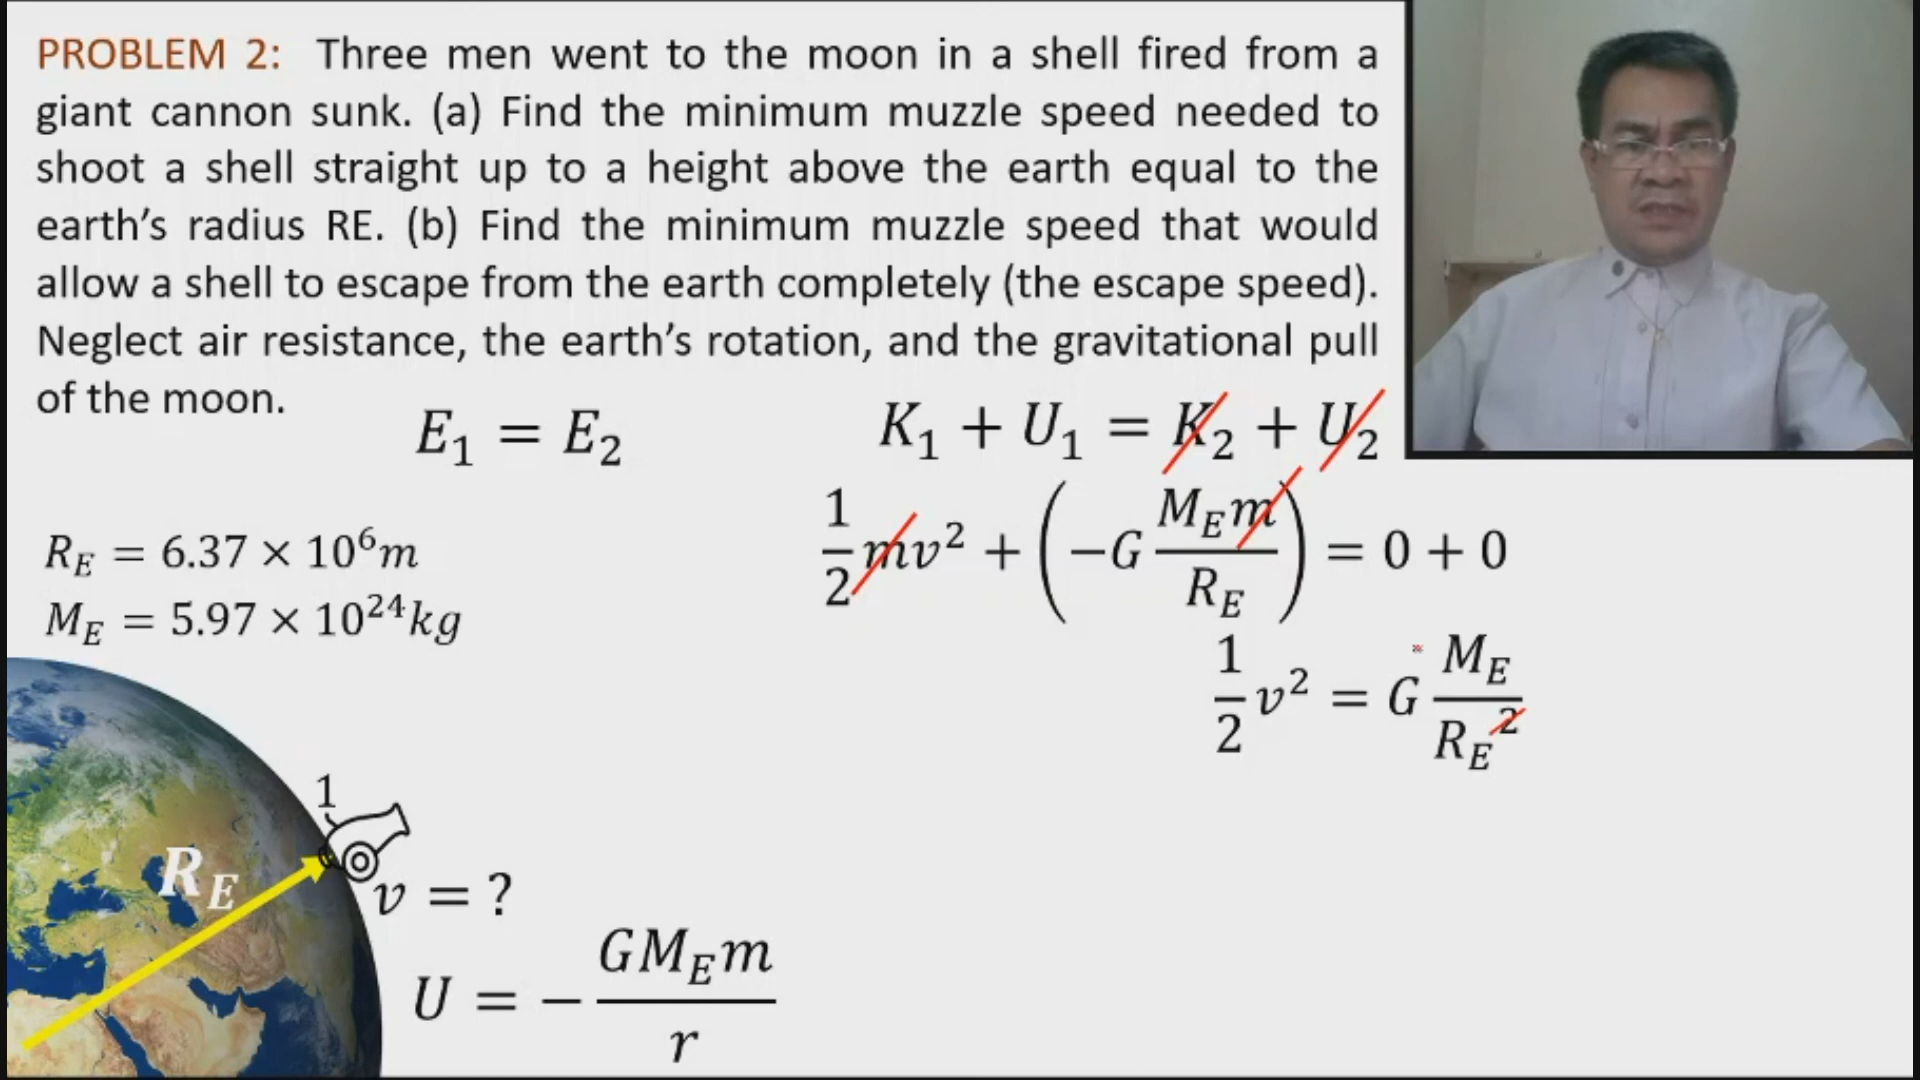 PROBLEM 2: Three men went to the moon in a shell fired from a
giant cannon sunk. (a) Find the minimum muzzle speed needed to
shoot a shell straight up to a height above the earth equal to the
earth's radius RE. (b) Find the minimum muzzle speed that would
allow a shell to escape from the earth completely (the escape speed).
Neglect air resistance, the earth's rotation, and the gravitational pull
of the moon.
E₁ = E₂
K₁ + U₁ = K₂ + U₂
1/2 mv² + (−G M_E m / R_E) = 0 + 0
R_E = 6.37 × 10⁶m
M_E = 5.97 × 10²⁴kg
1/2 v² = G M_E / R_E²
1
R_E
v = ?
U = − GM_E m / r